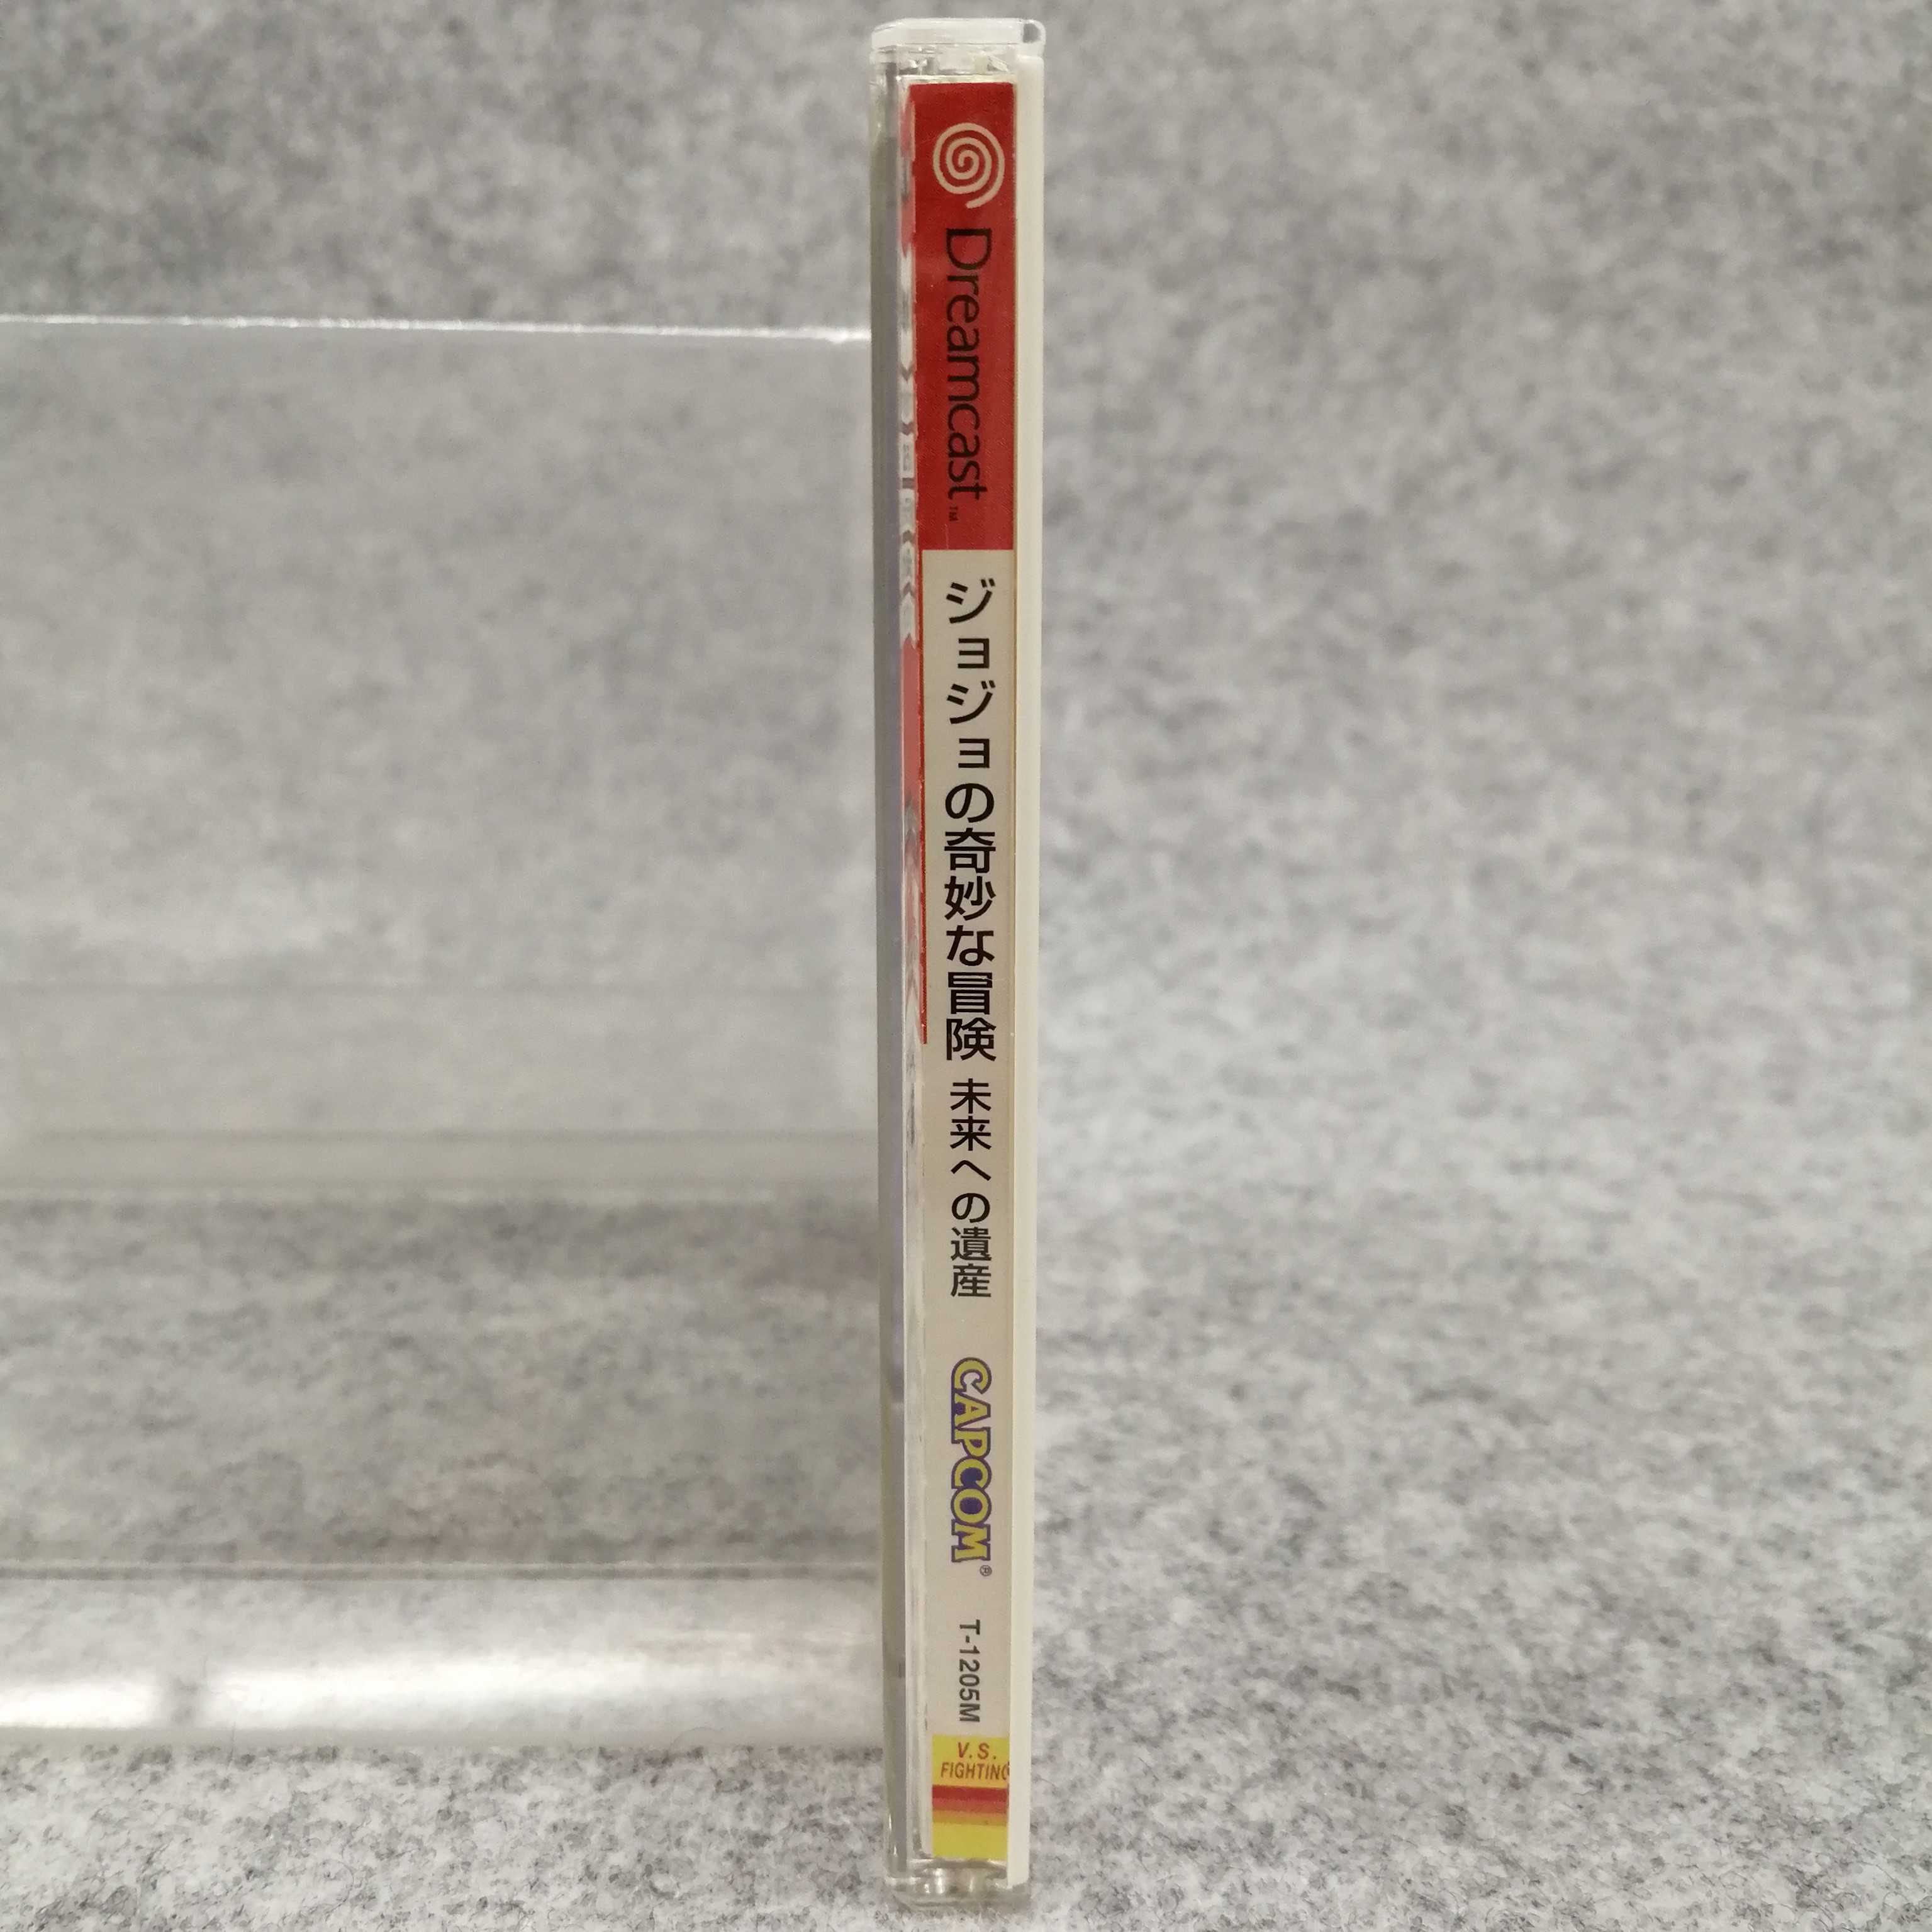 Dreamcast™
ジョジョの奇妙な冒険 未来への遺産
CAPCOM®
T-1205M
V.S.
FIGHTING